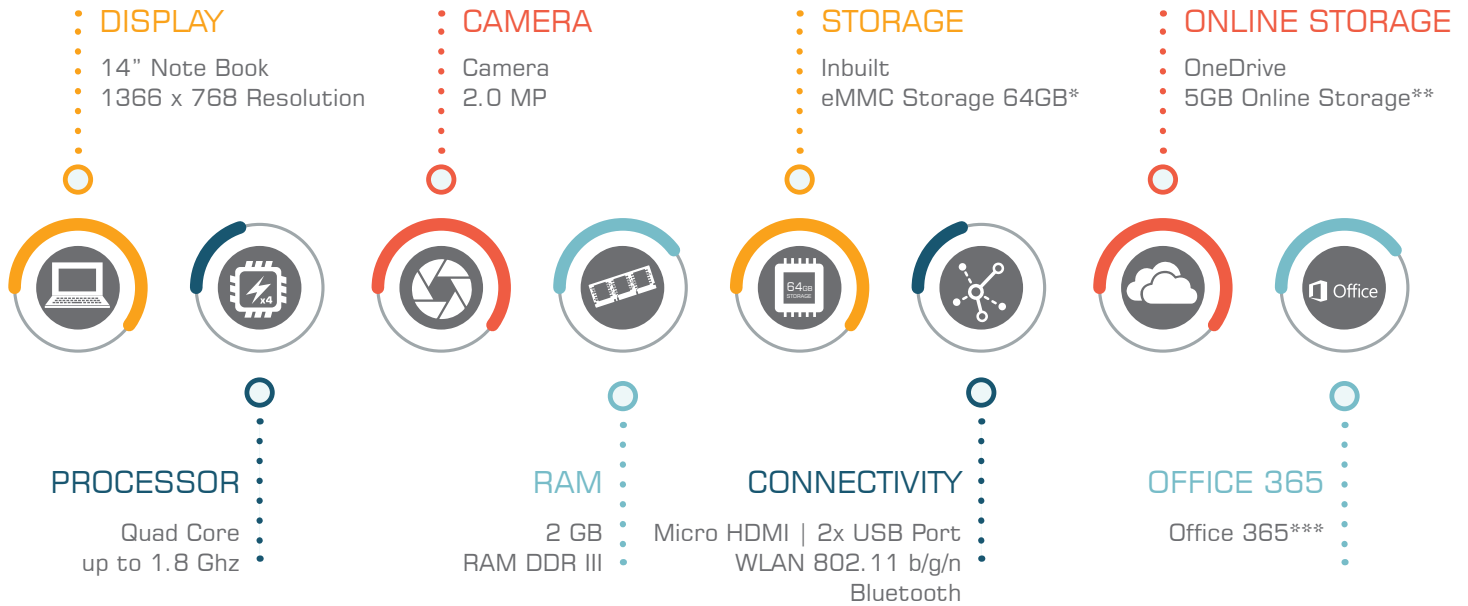 DISPLAY
14” Note Book
1366 x 768 Resolution
CAMERA
Camera
2.0 MP
STORAGE
Inbuilt
eMMC Storage 64GB*
ONLINE STORAGE
OneDrive
5GB Online Storage**
x4
64GB
STORAGE
Office
PROCESSOR
Quad Core
up to 1.8 Ghz
RAM
2 GB
RAM DDR III
CONNECTIVITY
Micro HDMI | 2x USB Port
WLAN 802.11 b/g/n
Bluetooth
OFFICE 365
Office 365***